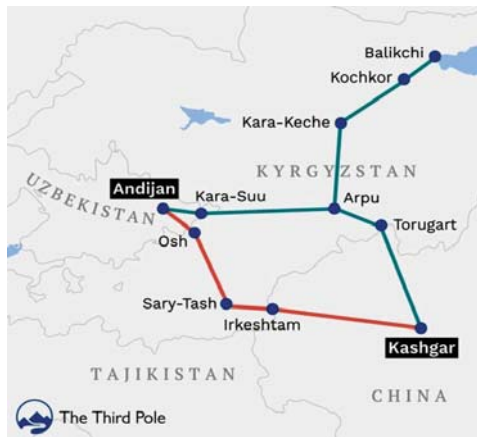 Balikchi
Kochkor
Kara-Keche
KYRGYZSTAN
UZBEKISTAN
Andijan
Kara-Suu
Arpu
Torugart
Osh
Sary-Tash
Irkeshtam
Kashgar
TAJIKISTAN
CHINA
The Third Pole